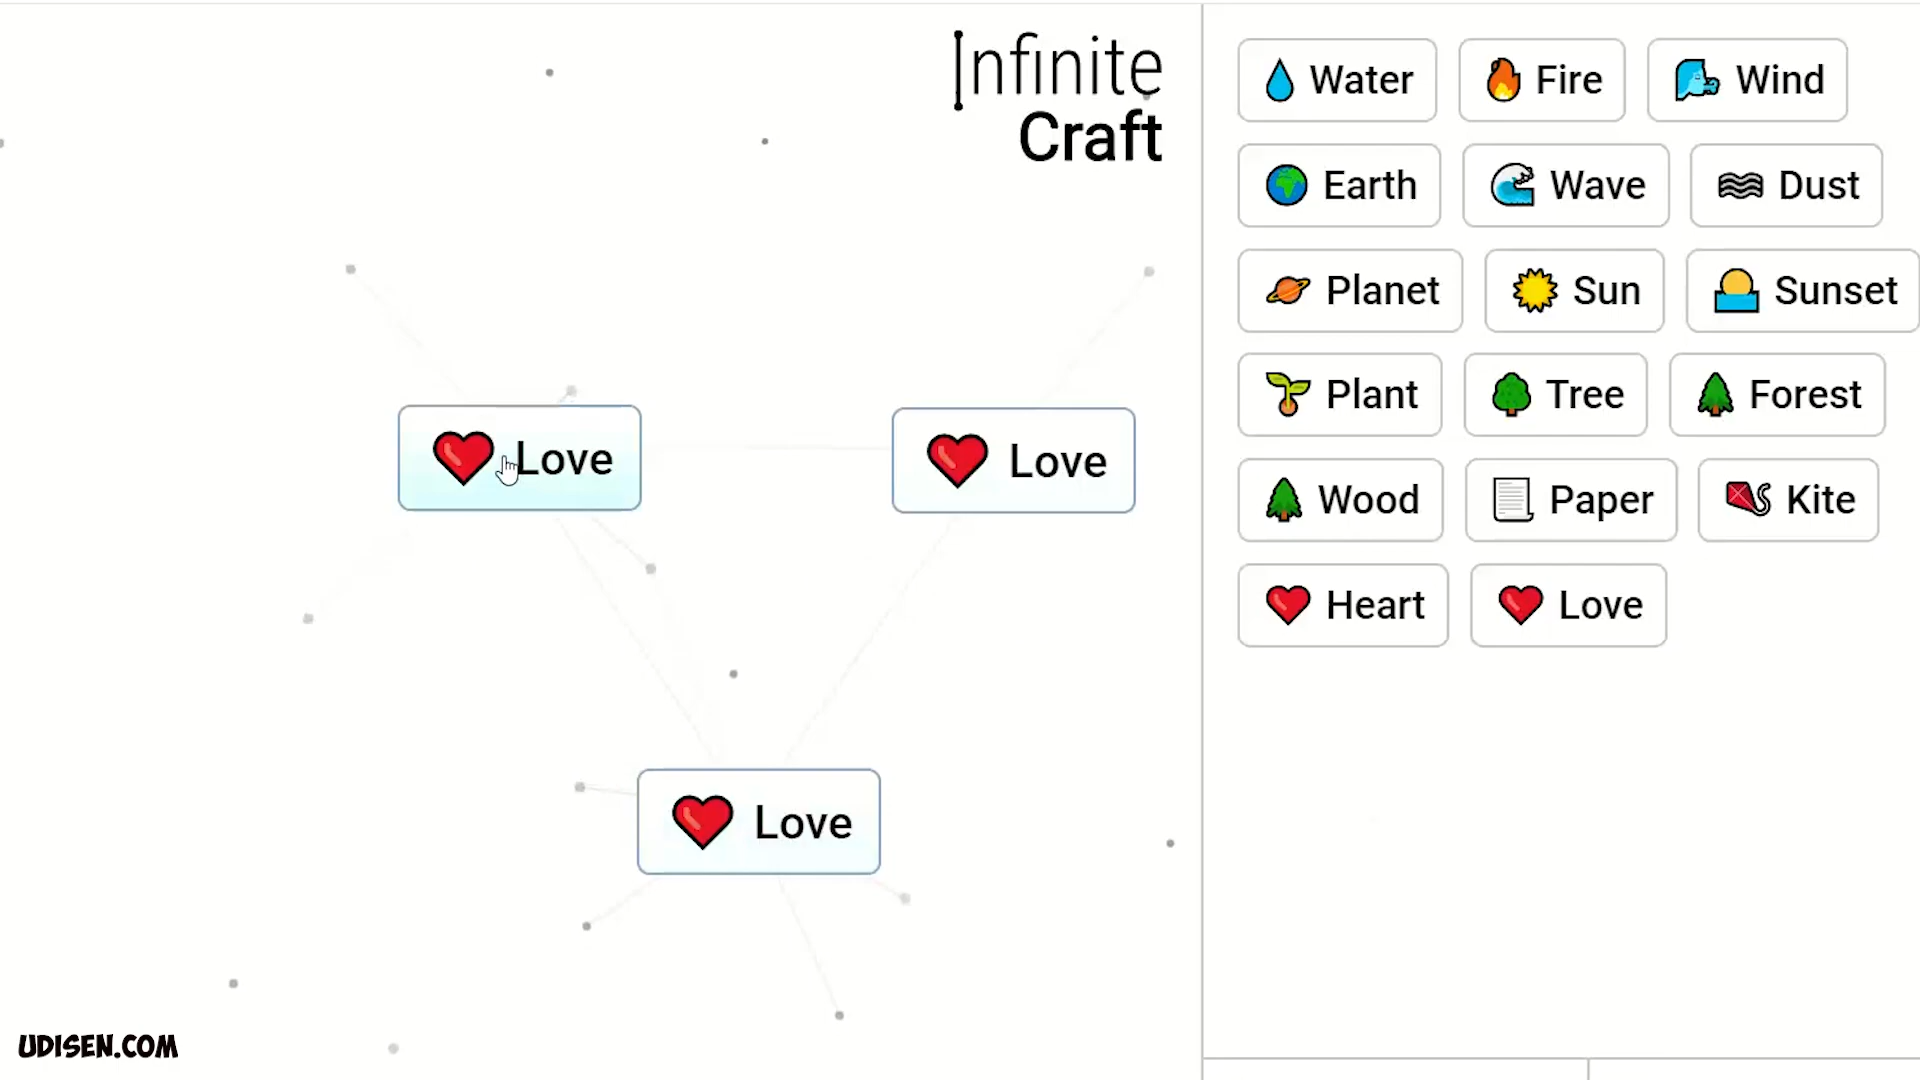 Infinite
Craft
Water Fire Wind
Earth Wave Dust
Planet Sun Sunset
Plant Tree Forest
Love Love
Wood Paper Kite
Heart Love
Love
UDISEN.COM